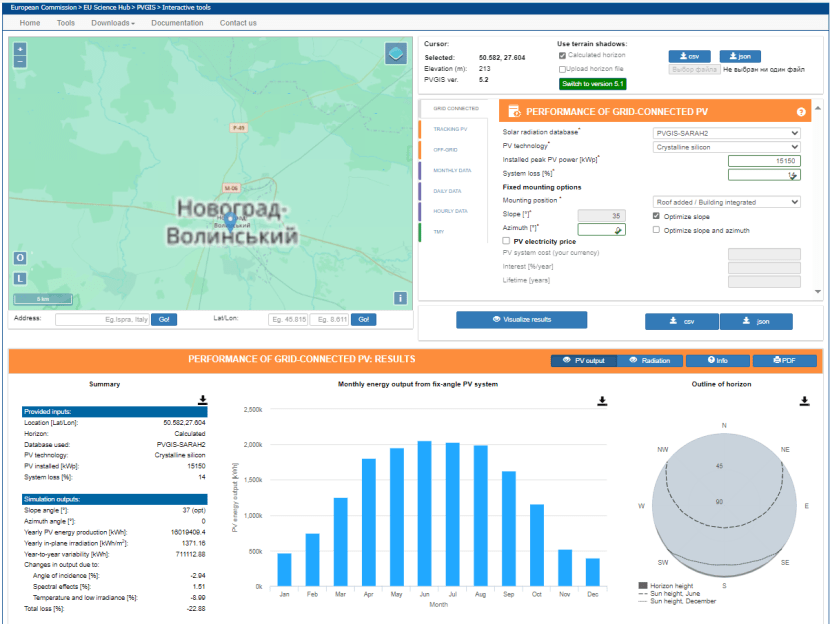 European Commission > EU Science Hub > PVGIS > Interactive tools
Home Tools Downloads Documentation Contact us
+
−
P-49
M-06
Новоград-
Волинський
O
L
5 km
i
Address: Eg.Ispra, Italy Go! Lat/Lon: Eg. 45.815 Eg. 8.611 Go!
Cursor:
Selected: 50.582, 27.604
Elevation (m): 213
PVGIS ver. 5.2
Use terrain shadows:
Calculated horizon
Upload horizon file
Switch to version 5.1
csv json
Выбор файла Не выбран ни один файл
GRID CONNECTED
TRACKING PV
OFF-GRID
MONTHLY DATA
DAILY DATA
HOURLY DATA
TMY
PERFORMANCE OF GRID-CONNECTED PV ?
Solar radiation database* PVGIS-SARAH2
PV technology* Crystalline silicon
Installed peak PV power [kWp]* 15150
System loss [%]* 14
Fixed mounting options
Mounting position * Roof added / Building integrated
Slope [°]* 35 Optimize slope
Azimuth [°]* Optimize slope and azimuth
PV electricity price
PV system cost (your currency)
Interest [%/year]
Lifetime [years]
Visualize results csv json
PERFORMANCE OF GRID-CONNECTED PV: RESULTS PV output Radiation Info PDF
Summary
Provided inputs:
Location [Lat/Lon]: 50.582,27.604
Horizon: Calculated
Database used: PVGIS-SARAH2
PV technology: Crystalline silicon
PV installed [kWp]: 15150
System loss [%]: 14
Simulation outputs:
Slope angle [°]: 37 (opt)
Azimuth angle [°]: 0
Yearly PV energy production [kWh]: 16019409.4
Yearly in-plane irradiation [kWh/m²]: 1371.16
Year-to-year variability [kWh]: 711112.88
Changes in output due to:
Angle of incidence [%]: -2.94
Spectral effects [%]: 1.51
Temperature and low irradiance [%]: -8.99
Total loss [%]: -22.88
Monthly energy output from fix-angle PV system
PV energy output [kWh]
2,500k
2,000k
1,500k
1,000k
500k
0k
Jan Feb Mar Apr May Jun Jul Aug Sep Oct Nov Dec
Month
Outline of horizon
N
NW NE
45
90
W E
SW SE
S
Horizon height
Sun height, June
Sun height, December